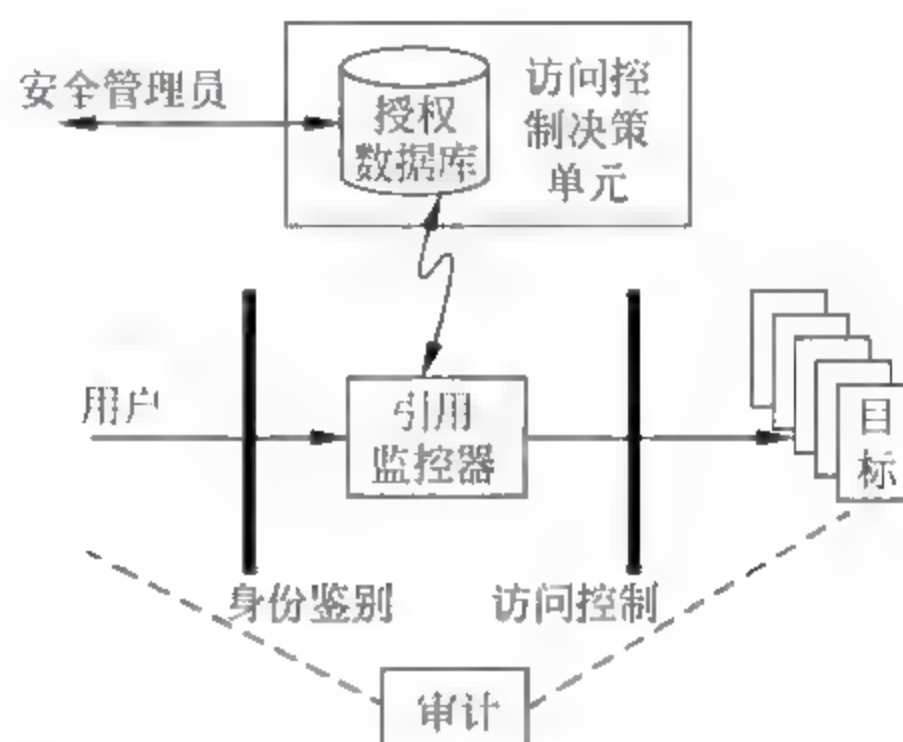 安全管理员
授权
数据库
访问控
制决策
单元
用户
引用
监控器
目
标
身份鉴别
访问控制
审计